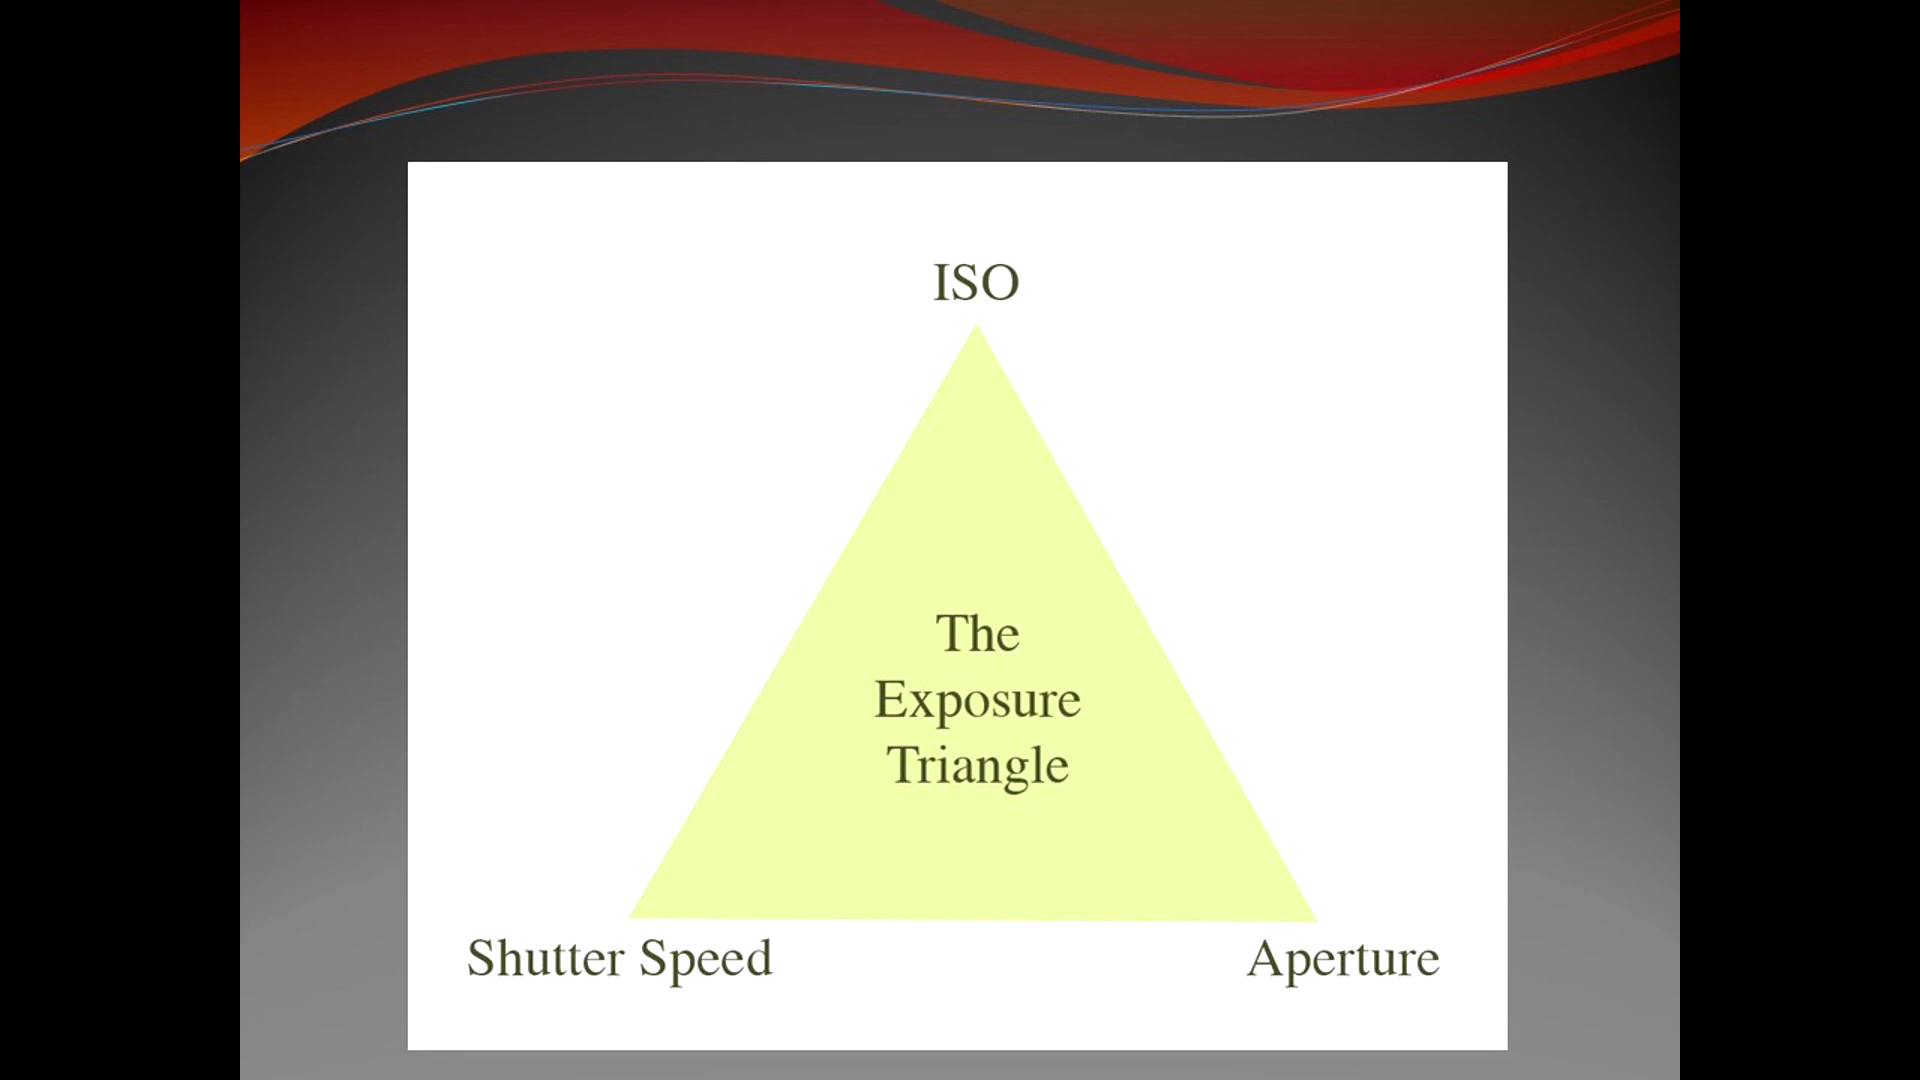 ISO
The
Exposure
Triangle
Shutter Speed
Aperture